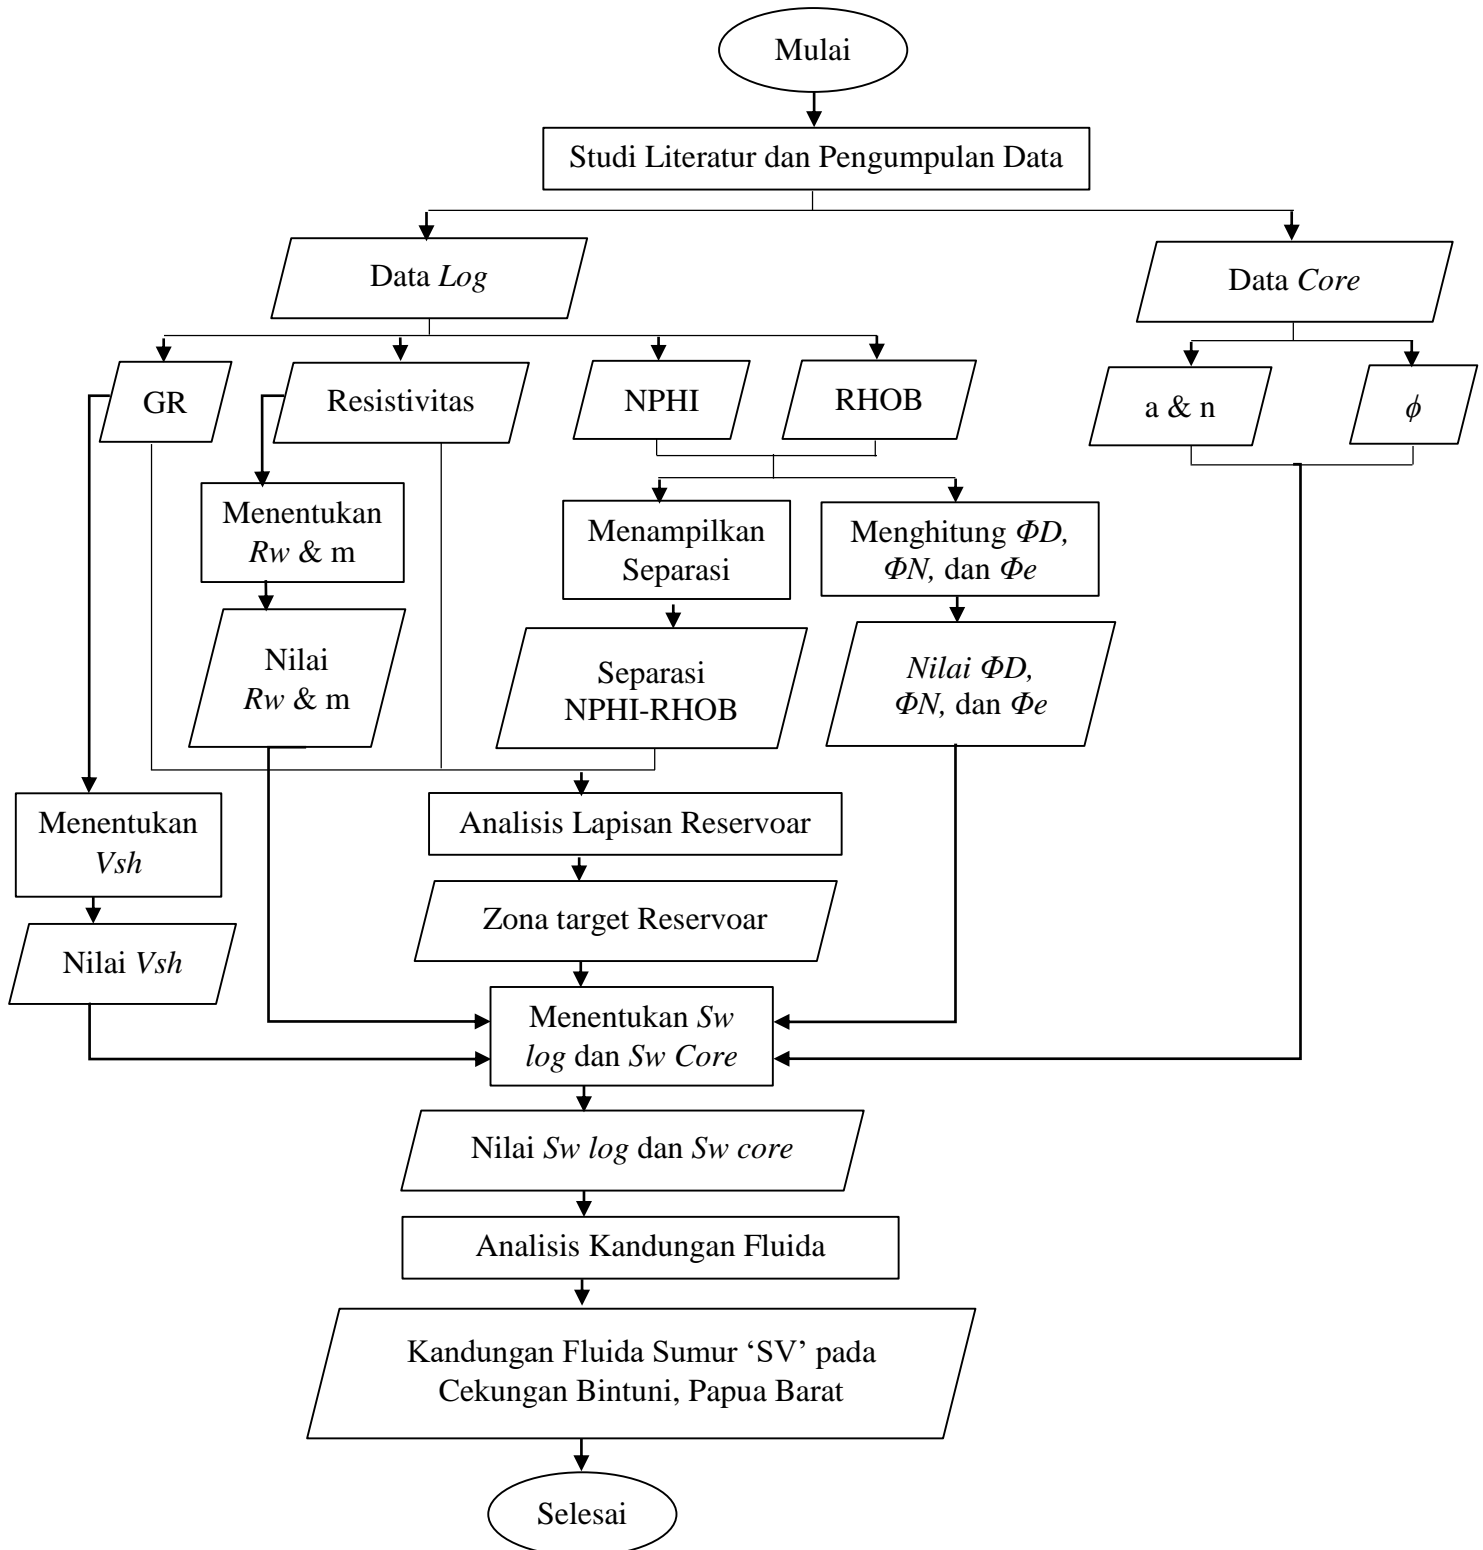 Mulai
Studi Literatur dan Pengumpulan Data
Data Log
Data Core
GR
Resistivitas
NPHI
RHOB
a & n
ϕ
Menentukan
Rw & m
Menampilkan
Separasi
Menghitung ΦD,
ΦN, dan Φe
Nilai
Rw & m
Separasi
NPHI-RHOB
Nilai ΦD,
ΦN, dan Φe
Menentukan
Vsh
Analisis Lapisan Reservoar
Zona target Reservoar
Nilai Vsh
Menentukan Sw
log dan Sw Core
Nilai Sw log dan Sw core
Analisis Kandungan Fluida
Kandungan Fluida Sumur ‘SV’ pada
Cekungan Bintuni, Papua Barat
Selesai